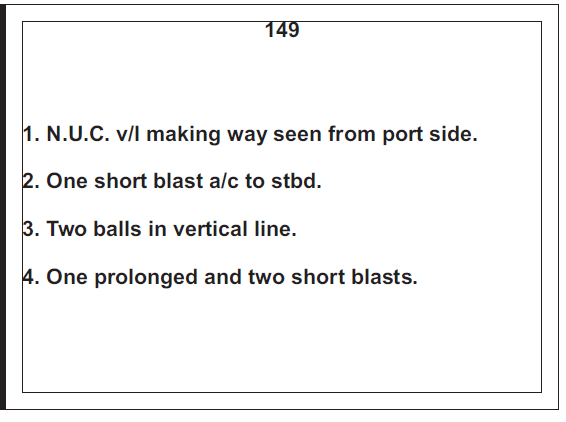 149
1. N.U.C. v/l making way seen from port side.
2. One short blast a/c to stbd.
3. Two balls in vertical line.
4. One prolonged and two short blasts.